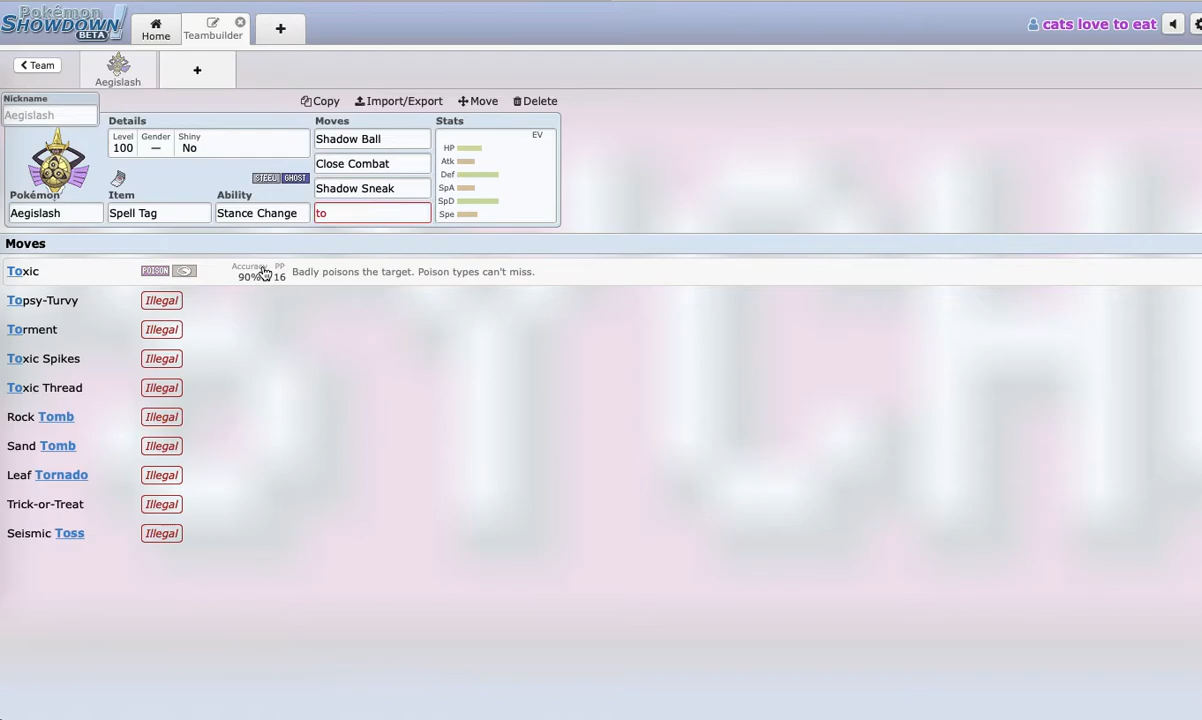 Pokémon
SHOWDOWN!
BETA
Home
Teambuilder
+
cats love to eat
< Team
Aegislash
+
Nickname
Aegislash
Copy
Import/Export
Move
Delete
Details
Level
100
Gender
—
Shiny
No
Moves
Shadow Ball
Close Combat
Shadow Sneak
to
Stats
EV
HP
Atk
Def
SpA
SpD
Spe
STEEL GHOST
Pokémon
Aegislash
Item
Spell Tag
Ability
Stance Change
Moves
Toxic POISON Accuracy 90% PP 16 Badly poisons the target. Poison types can't miss.
Topsy-Turvy Illegal
Torment Illegal
Toxic Spikes Illegal
Toxic Thread Illegal
Rock Tomb Illegal
Sand Tomb Illegal
Leaf Tornado Illegal
Trick-or-Treat Illegal
Seismic Toss Illegal